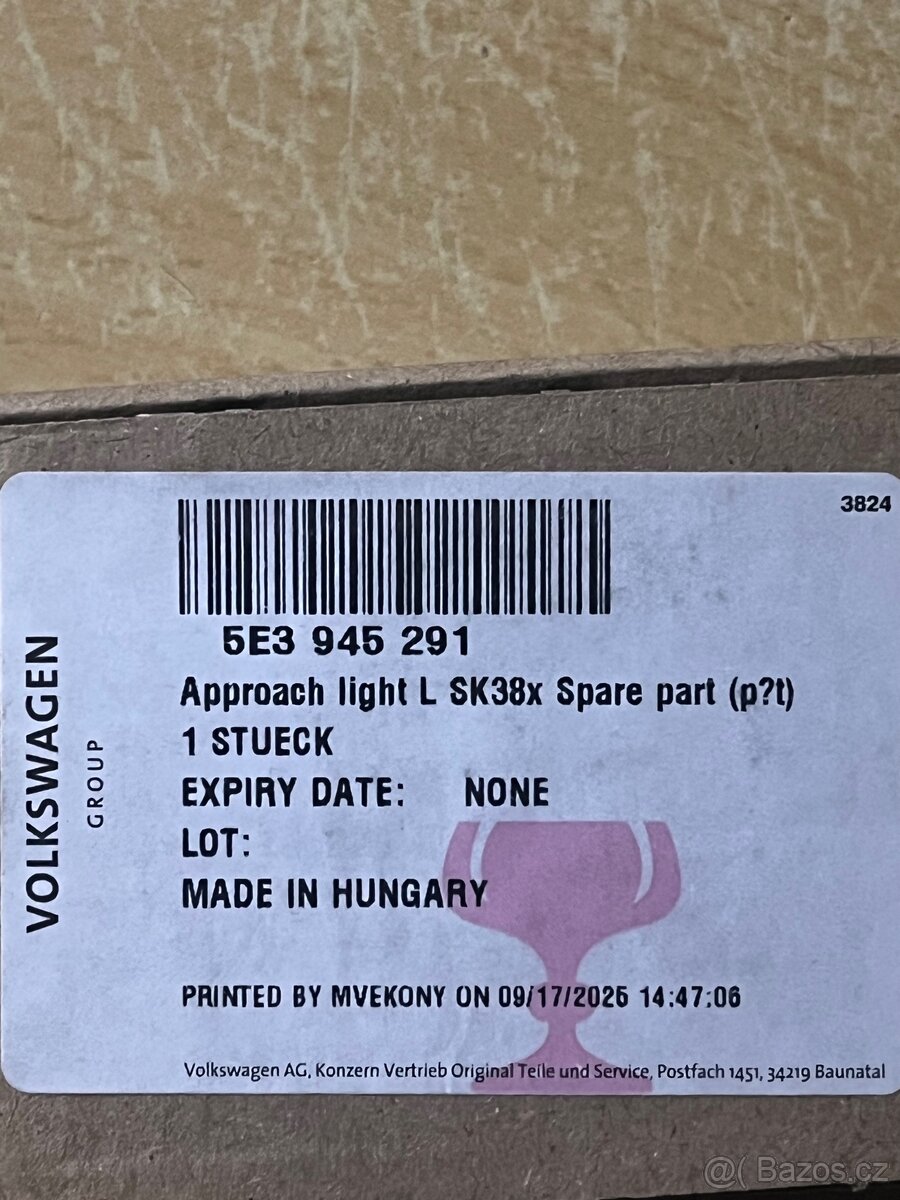 3824
5E3 945 291
Approach light L SK38x Spare part (p?t)
1 STUECK
EXPIRY DATE: NONE
LOT:
MADE IN HUNGARY
PRINTED BY MVEKONY ON 09/17/2025 14:47:06
Volkswagen AG, Konzern Vertrieb Original Teile und Service, Postfach 1451, 34219 Baunatal
VOLKSWAGEN
GROUP
@( Bazos.cz